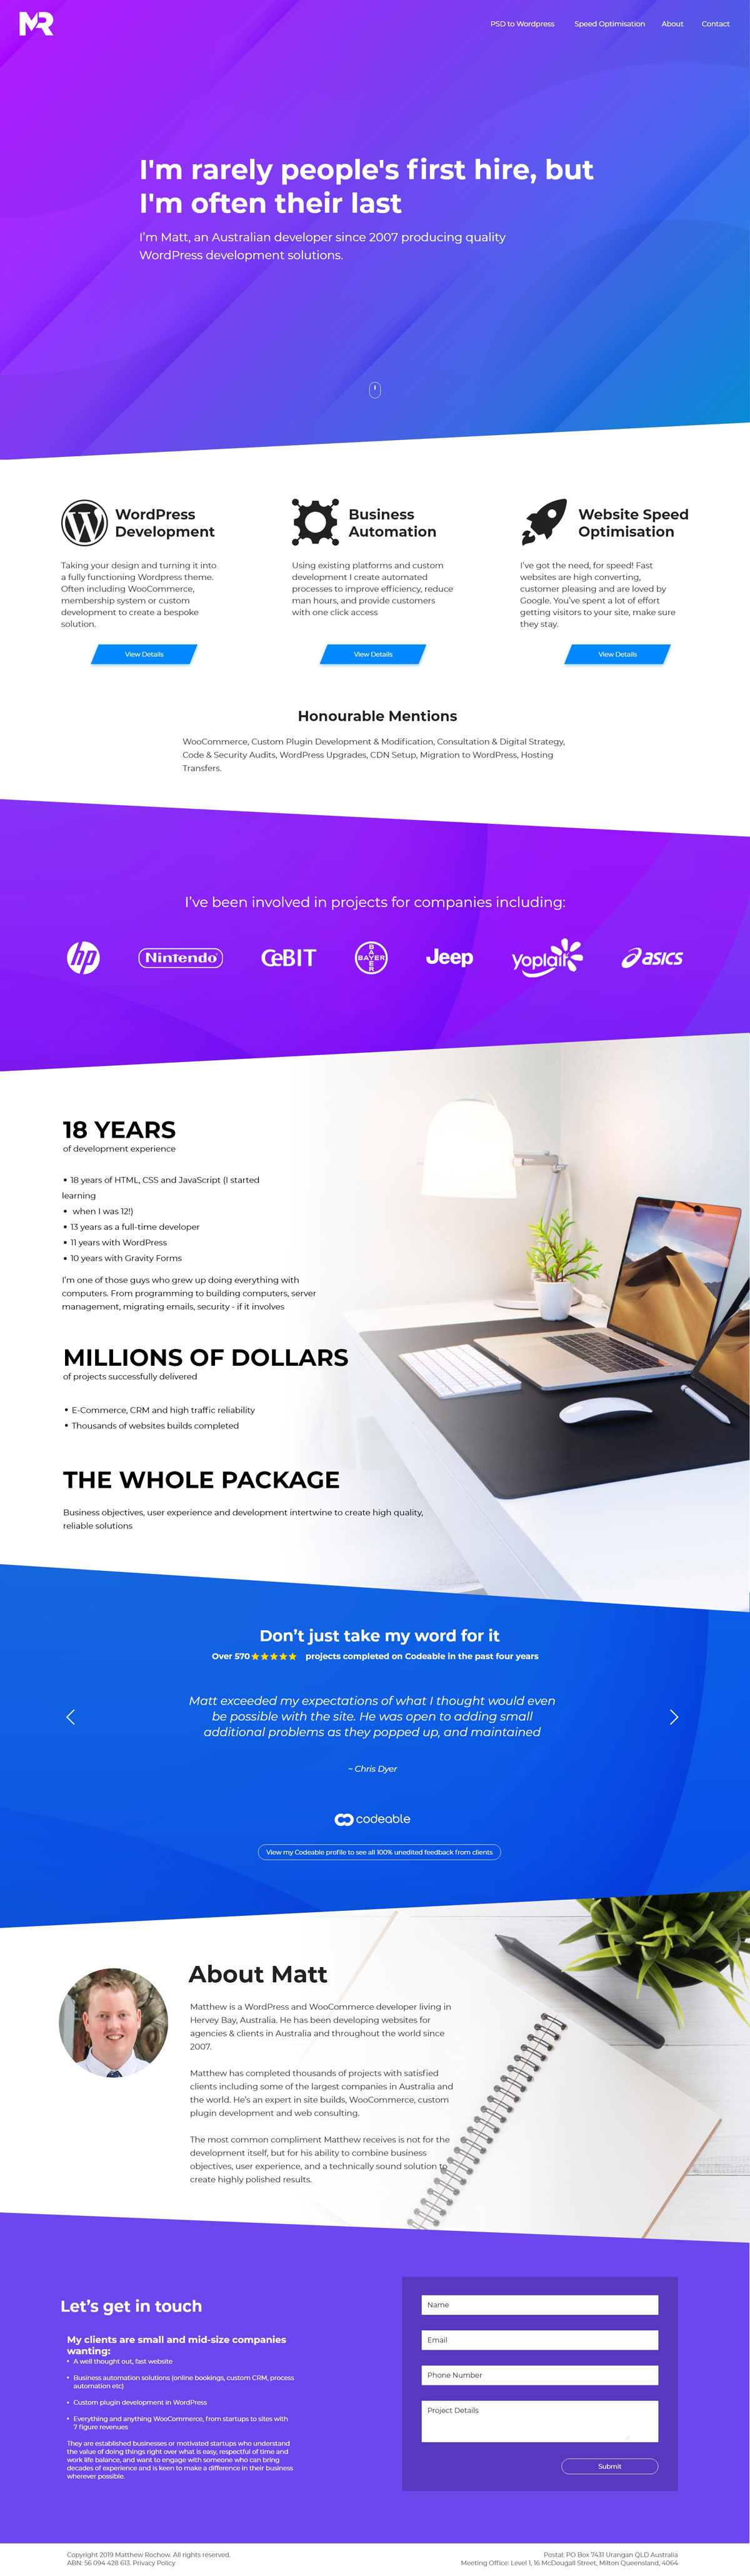 MR
PSD to Wordpress
Speed Optimisation
About
Contact
I'm rarely people's first hire, but
I'm often their last
I'm Matt, an Australian developer since 2007 producing quality
WordPress development solutions.
WordPress
Development
Taking your design and turning it into
a fully functioning Wordpress theme.
Often including WooCommerce,
membership system or custom
development to create a bespoke
solution.
View Details
Business
Automation
Using existing platforms and custom
development I create automated
processes to improve efficiency, reduce
man hours, and provide customers
with one click access
View Details
Website Speed
Optimisation
I've got the need, for speed! Fast
websites are high converting,
customer pleasing and are loved by
Google. You've spent a lot of effort
getting visitors to your site, make sure
they stay.
View Details
Honourable Mentions
WooCommerce, Custom Plugin Development & Modification, Consultation & Digital Strategy,
Code & Security Audits, WordPress Upgrades, CDN Setup, Migration to WordPress, Hosting
Transfers.
I've been involved in projects for companies including:
hp
Nintendo
CeBIT
BAYER
BAYER
Jeep
yoplait
asics
18 YEARS
of development experience
• 18 years of HTML, CSS and JavaScript (I started
learning
• when I was 12!)
• 13 years as a full-time developer
• 11 years with WordPress
• 10 years with Gravity Forms
I'm one of those guys who grew up doing everything with
computers. From programming to building computers, server
management, migrating emails, security - if it involves
MILLIONS OF DOLLARS
of projects successfully delivered
• E-Commerce, CRM and high traffic reliability
• Thousands of websites builds completed
THE WHOLE PACKAGE
Business objectives, user experience and development intertwine to create high quality,
reliable solutions
Don't just take my word for it
Over 570 ★★★★★ projects completed on Codeable in the past four years
Matt exceeded my expectations of what I thought would even
be possible with the site. He was open to adding small
additional problems as they popped up, and maintained
~ Chris Dyer
codeable
View my Codeable profile to see all 100% unedited feedback from clients
About Matt
Matthew is a WordPress and WooCommerce developer living in
Hervey Bay, Australia. He has been developing websites for
agencies & clients in Australia and throughout the world since
2007.
Matthew has completed thousands of projects with satisfied
clients including some of the largest companies in Australia and
the world. He's an expert in site builds, WooCommerce, custom
plugin development and web consulting.
The most common compliment Matthew receives is not for the
development itself, but for his ability to combine business
objectives, user experience, and a technically sound solution to
create highly polished results.
Let's get in touch
My clients are small and mid-size companies
wanting:
• A well thought out, fast website
• Business automation solutions (online bookings, custom CRM, process
automation etc)
• Custom plugin development in WordPress
• Everything and anything WooCommerce, from startups to sites with
7 figure revenues
They are established businesses or motivated startups who understand
the value of doing things right over what is easy, respectful of time and
work life balance, and want to engage with someone who can bring
decades of experience and is keen to make a difference in their business
wherever possible.
Name
Email
Phone Number
Project Details
Submit
Copyright 2019 Matthew Rochow. All rights reserved.
ABN: 56 094 428 613. Privacy Policy
Postal: PO Box 7431 Urangan QLD Australia
Meeting Office: Level 1, 16 McDougall Street, Milton Queensland, 4064